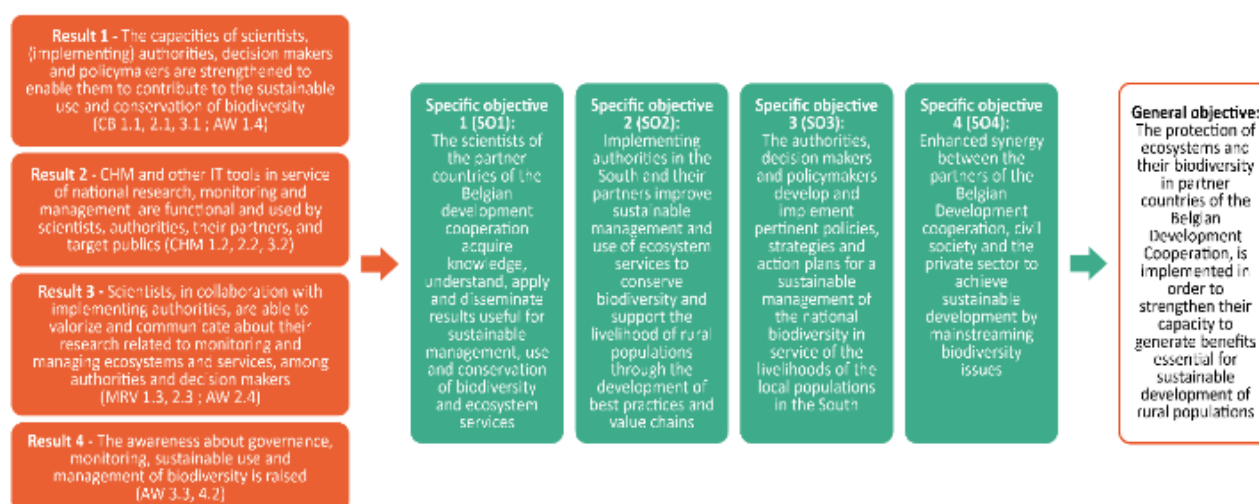 Result 1 - The capacities of scientists,
(implementing) authorities, decision makers
and policymakers are strengthened to
enable them to contribute to the sustainable
use and conservation of biodiversity
(CB 1.1, 2.1, 3.1 ; AW 1.4)
Result 2 - CHM and other IT tools in service
of national research, monitoring and
management are functional and used by
scientists, authorities, their partners, and
target publics (CHM 1.2, 2.2, 3.2)
Result 3 - Scientists, in collaboration with
implementing authorities, are able to
valorize and communicate about their
research related to monitoring and
managing ecosystems and services, among
authorities and decision makers
(MRV 1.3, 2.3 ; AW 2.4)
Result 4 - The awareness about governance,
monitoring, sustainable use and
management of biodiversity is raised
(AW 3.3, 4.2)
Specific objective
1 (SO1):
The scientists of
the partner
countries of the
Belgian
development
cooperation
acquire
knowledge,
understand, apply
and disseminate
results useful for
sustainable
management, use
and conservation
of biodiversity
and ecosystem
services
Specific objective
2 (SO2):
Implementing
authorities in the
South and their
partners improve
sustainable
management and
use of ecosystem
services to
conserve
biodiversity and
support the
livelihood of rural
populations
through the
development of
best practices and
value chains
Specific objective
3 (SO3):
The authorities,
decision makers
and policymakers
develop and
implement
pertinent policies,
strategies and
action plans for a
sustainable
management of
the national
biodiversity in
service of the
livelihoods of the
local populations
in the South
Specific objective
4 (SO4):
Enhanced synergy
between the
partners of the
Belgian
Development
cooperation, civil
society and the
private sector to
achieve
sustainable
development by
mainstreaming
biodiversity
issues
General objective:
The protection of
ecosystems and
their biodiversity
in partner
countries of the
Belgian
Development
Cooperation, is
implemented in
order to
strengthen their
capacity to
generate benefits
essential for
sustainable
development of
rural populations